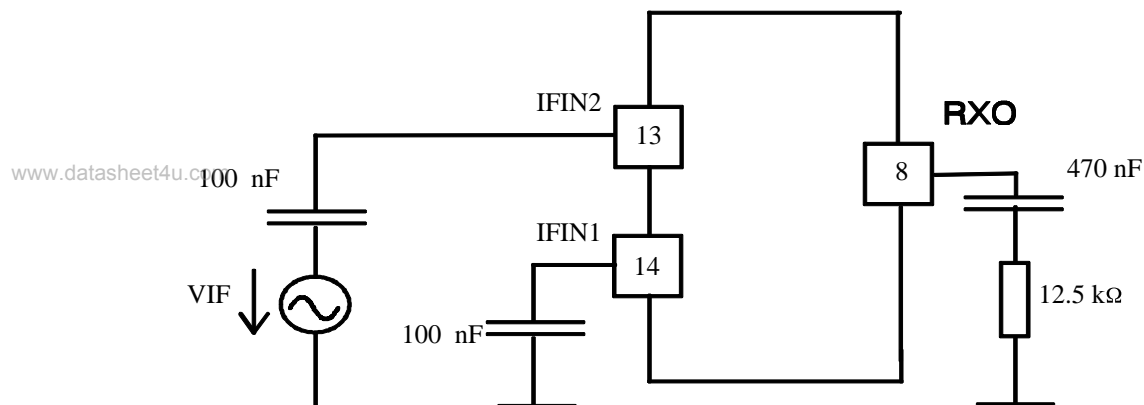 IFIN2
13
RXO
8
470 nF
www.datasheet4u.com
100 nF
IFIN1
14
VIF
12.5 kΩ
100 nF